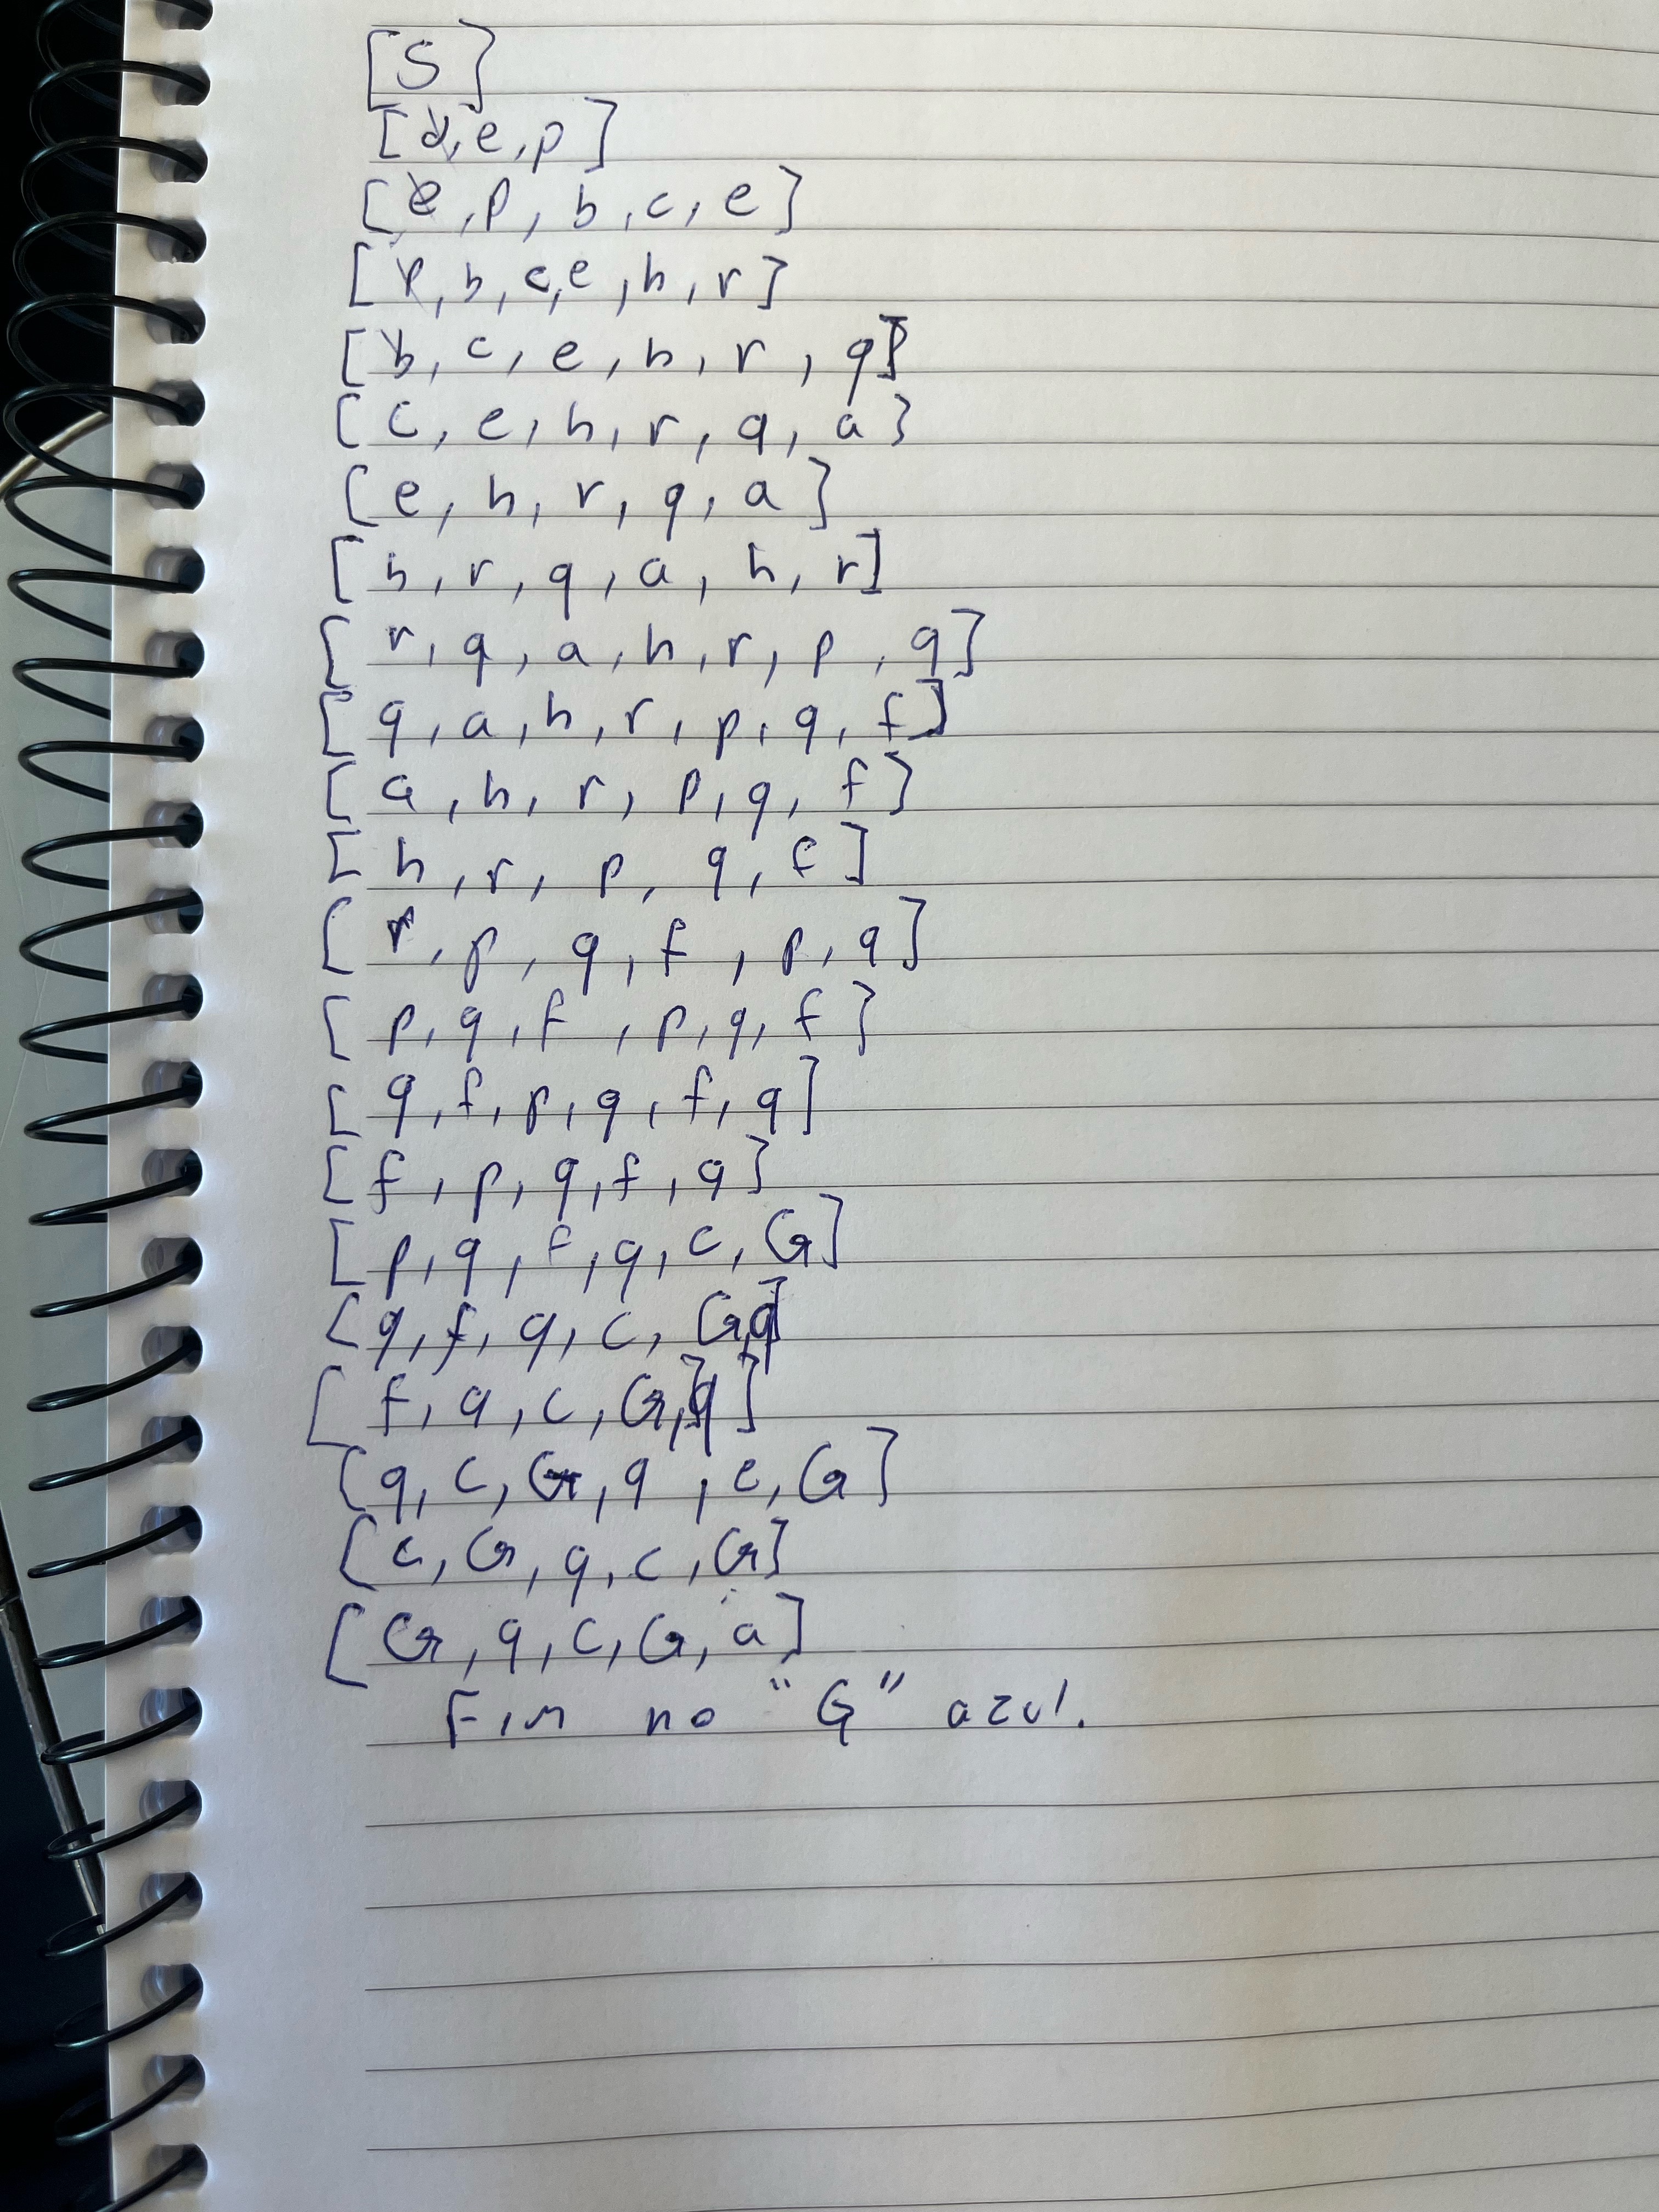 [S]
[d,e,p]
[e,p,b,c,e]
[p,b,c,e,h,r]
[b,c,e,h,r,q]
[c,e,h,r,q,a]
[e,h,r,q,a]
[h,r,q,a,h,r]
[r,q,a,h,r,p,q]
[q,a,h,r,p,q,f]
[a,h,r,p,q,f]
[h,r,p,q,f]
[r,p,q,f,p,q]
[p,q,f,p,q,f]
[q,f,p,q,f,q]
[f,p,q,f,q]
[p,q,f,q,c,G]
[q,f,q,c,G,q]
[f,q,c,G,q]
[q,c,G,q,c,G]
[c,G,q,c,G]
[G,q,c,G,a]
Fim no "G" azul.